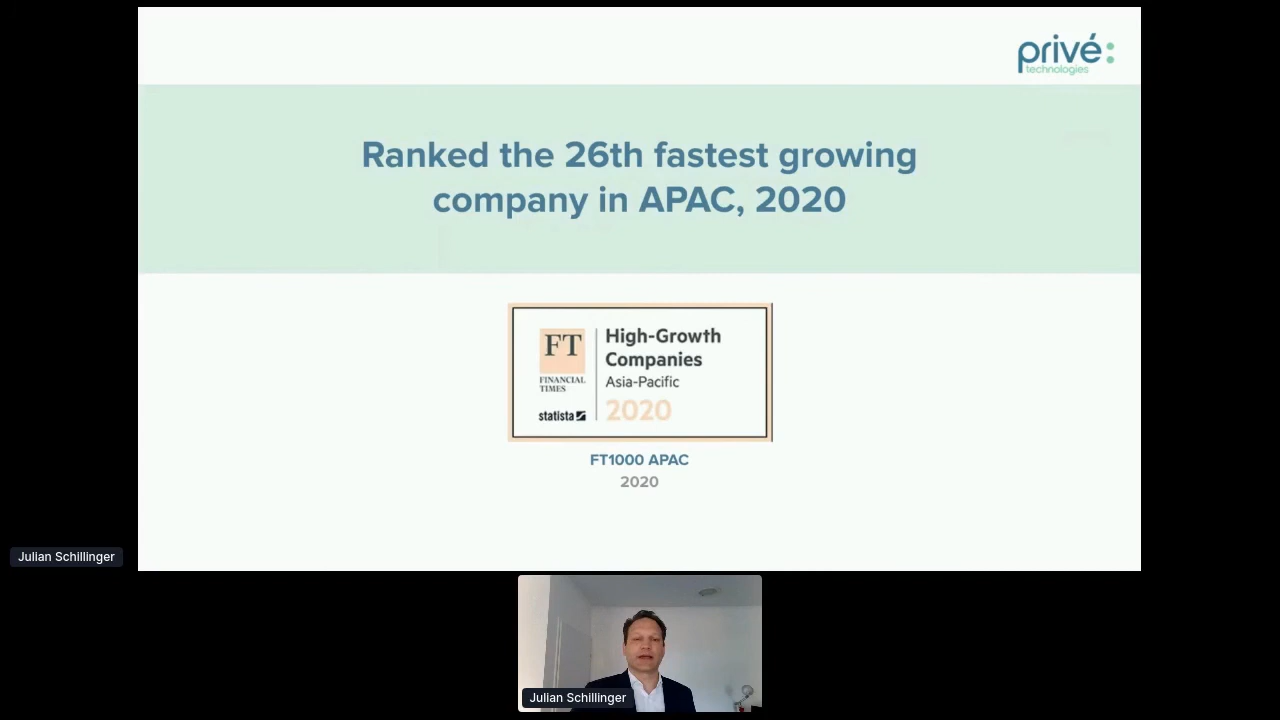 privé:
technologies
Ranked the 26th fastest growing
company in APAC, 2020
FT
FINANCIAL
TIMES
statista
High-Growth
Companies
Asia-Pacific
2020
FT1000 APAC
2020
Julian Schillinger
Julian Schillinger